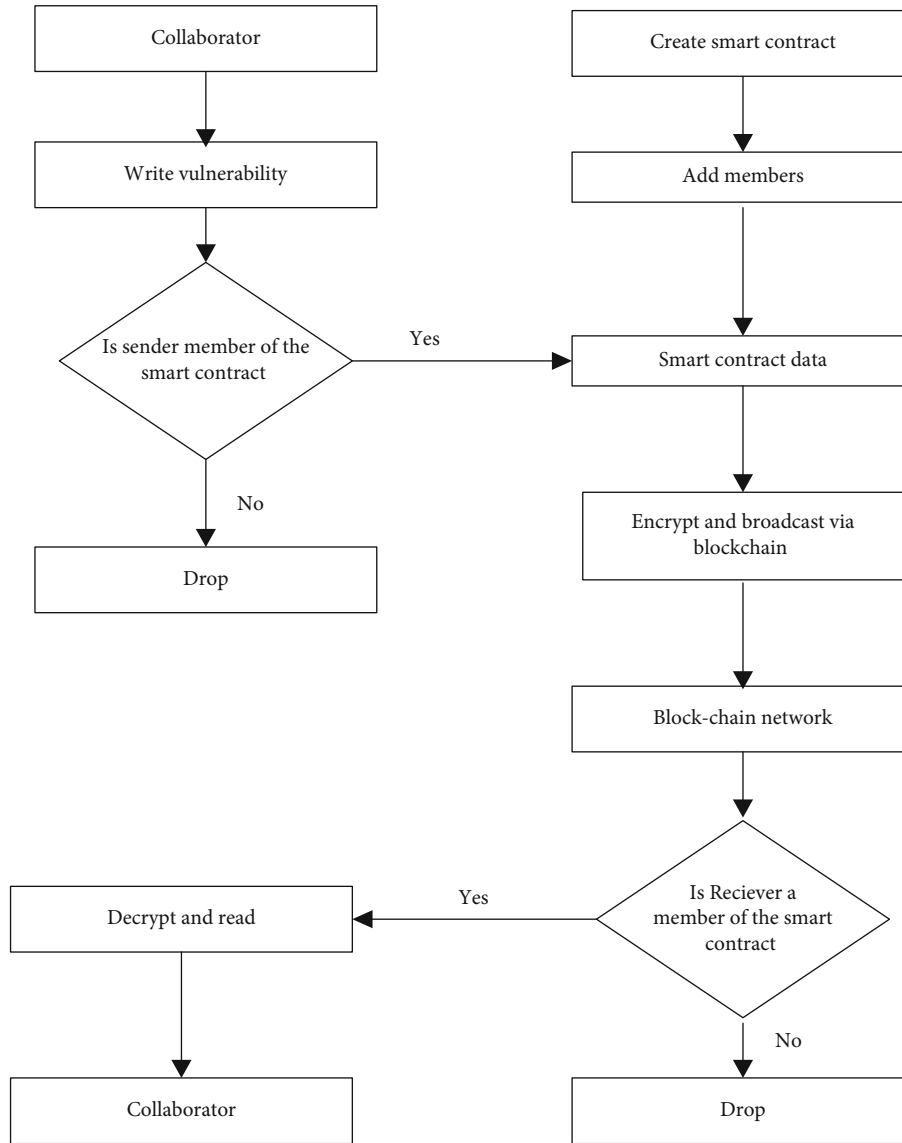 Collaborator
Create smart contract
Write vulnerability
Add members
Is sender member of the
smart contract
Yes
Smart contract data
No
Encrypt and broadcast via
blockchain
Drop
Block-chain network
Is Reciever a
member of the smart
contract
Yes
Decrypt and read
No
Collaborator
Drop